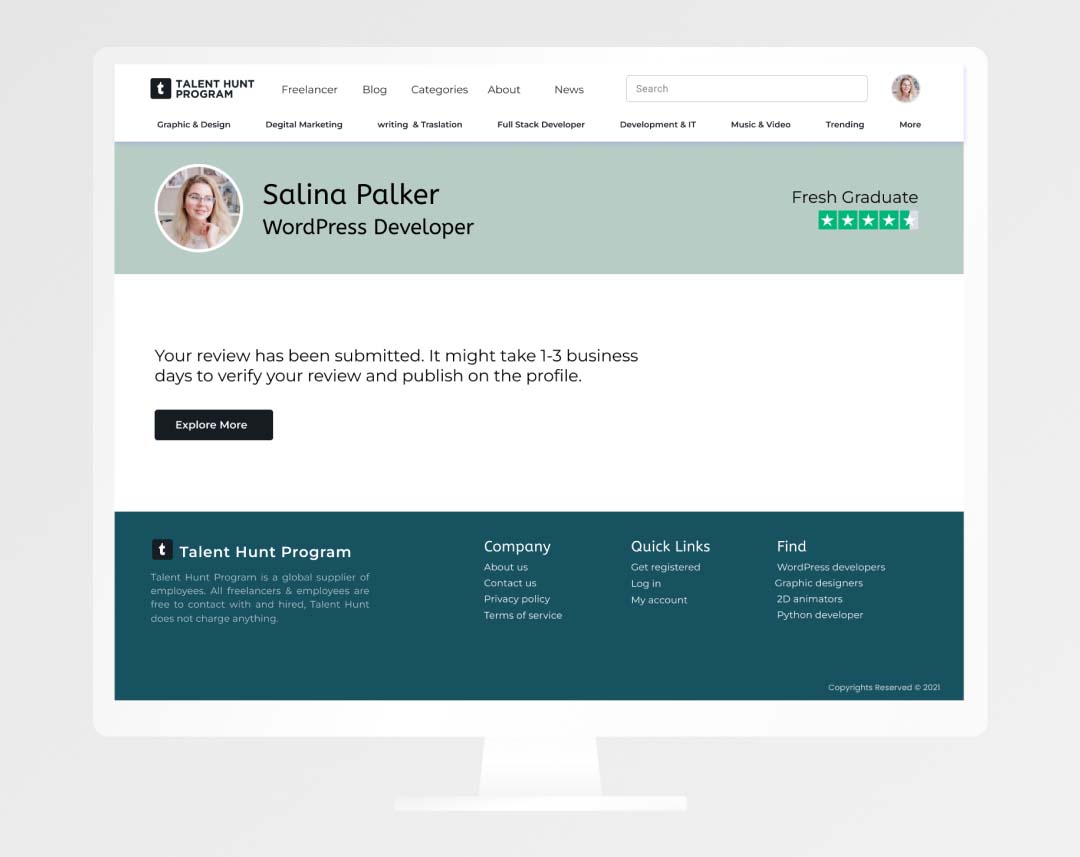 t TALENT HUNT
PROGRAM
Freelancer Blog Categories About News
Search
Graphic & Design Degital Marketing writing & Traslation Full Stack Developer Development & IT Music & Video Trending More
Salina Palker
WordPress Developer
Fresh Graduate
Your review has been submitted. It might take 1-3 business
days to verify your review and publish on the profile.
Explore More
t Talent Hunt Program
Talent Hunt Program is a global supplier of
employees. All freelancers & employees are
free to contact with and hired, Talent Hunt
does not charge anything.
Company
About us
Contact us
Privacy policy
Terms of service
Quick Links
Get registered
Log in
My account
Find
WordPress developers
Graphic designers
2D animators
Python developer
Copyrights Reserved © 2021